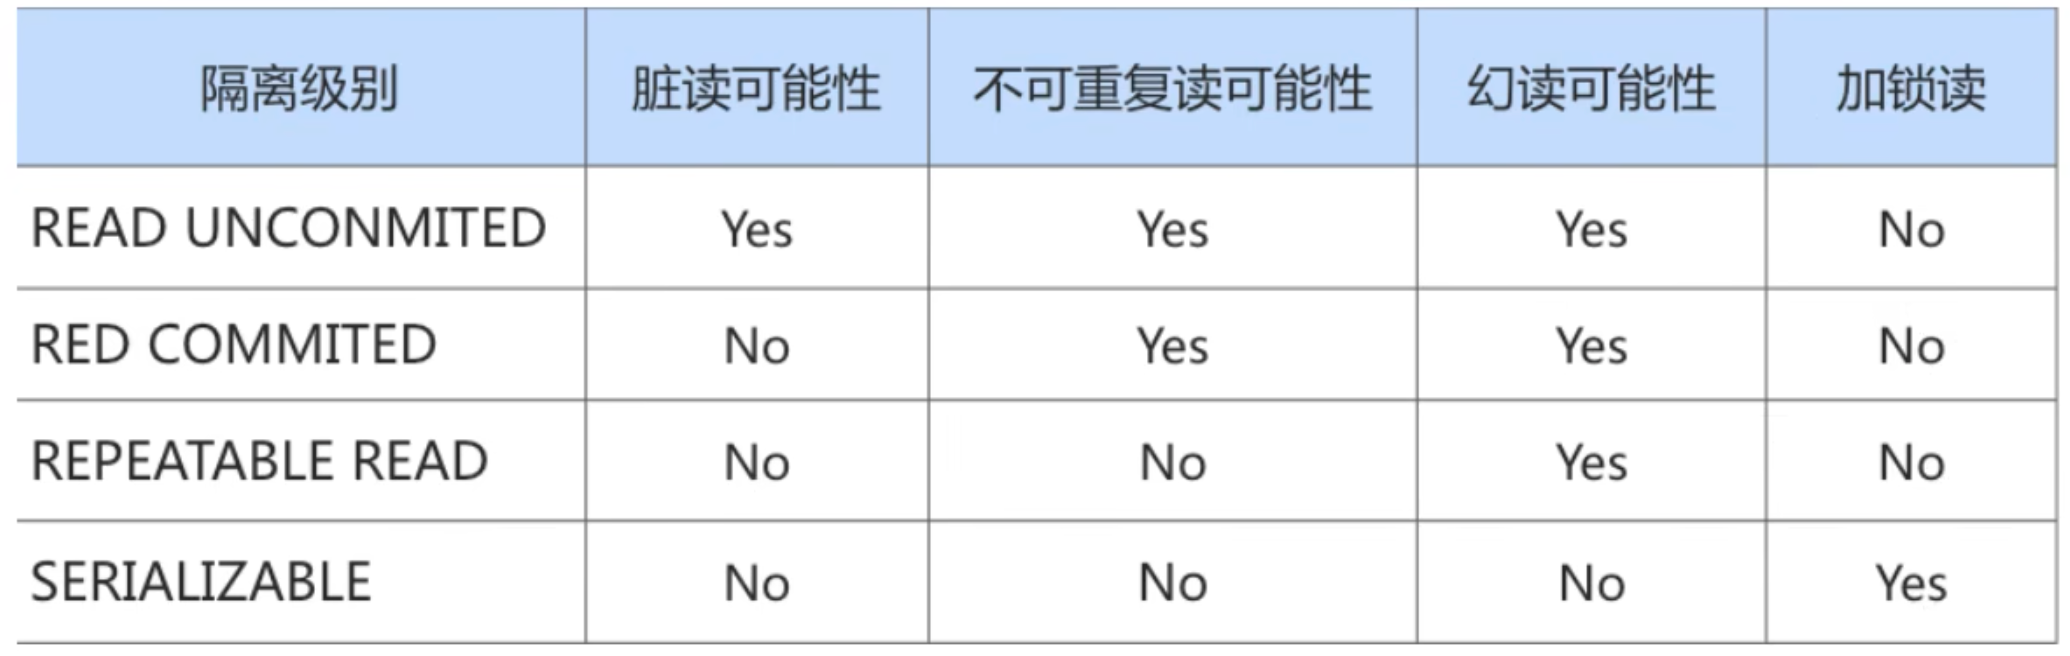 隔离级别 脏读可能性 不可重复读可能性 幻读可能性 加锁读
READ UNCONMITED Yes Yes Yes No
RED COMMITED No Yes Yes No
REPEATABLE READ No No Yes No
SERIALIZABLE No No No Yes